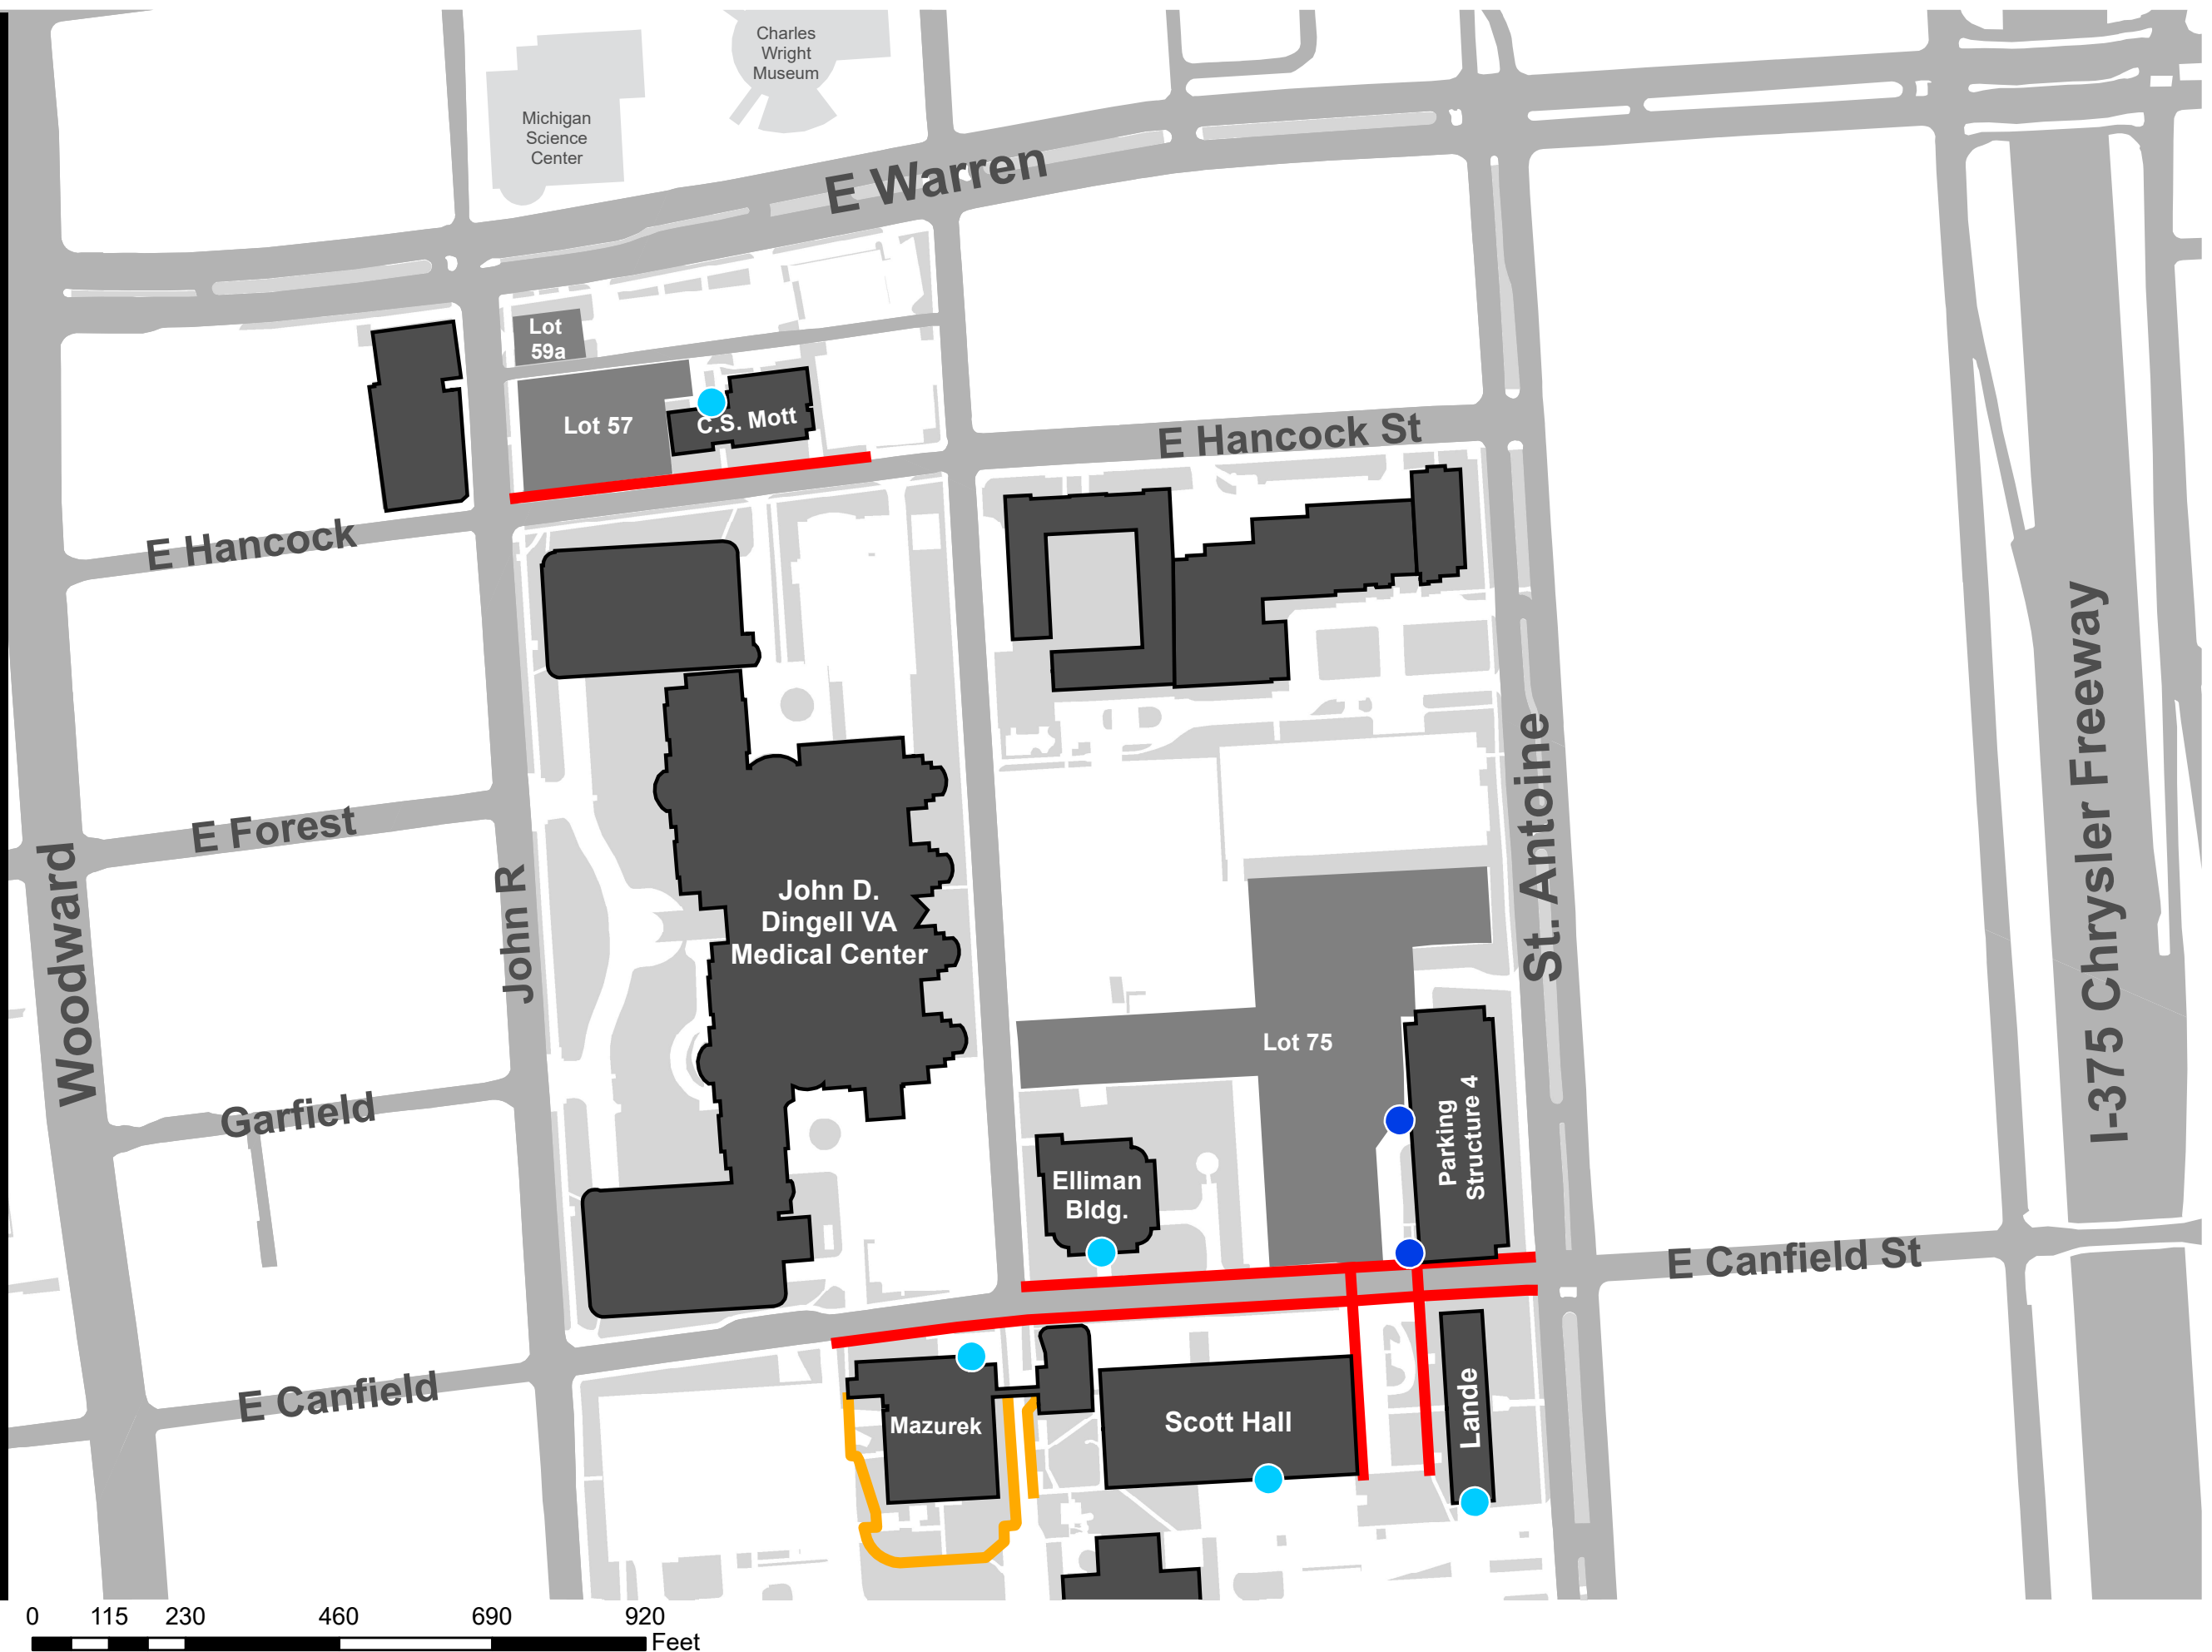 Charles
Wright
Museum
Michigan
Science
Center
E Warren
Lot
59a
Lot 57
C.S. Mott
E Hancock St
E Hancock
E Forest
Woodward
John R
John D.
Dingell VA
Medical Center
St. Antoine
I-375 Chrysler Freeway
Lot 75
Parking
Structure 4
Garfield
Elliman
Bldg.
E Canfield St
E Canfield
Mazurek
Scott Hall
Lande
0 115 230 460 690 920
Feet